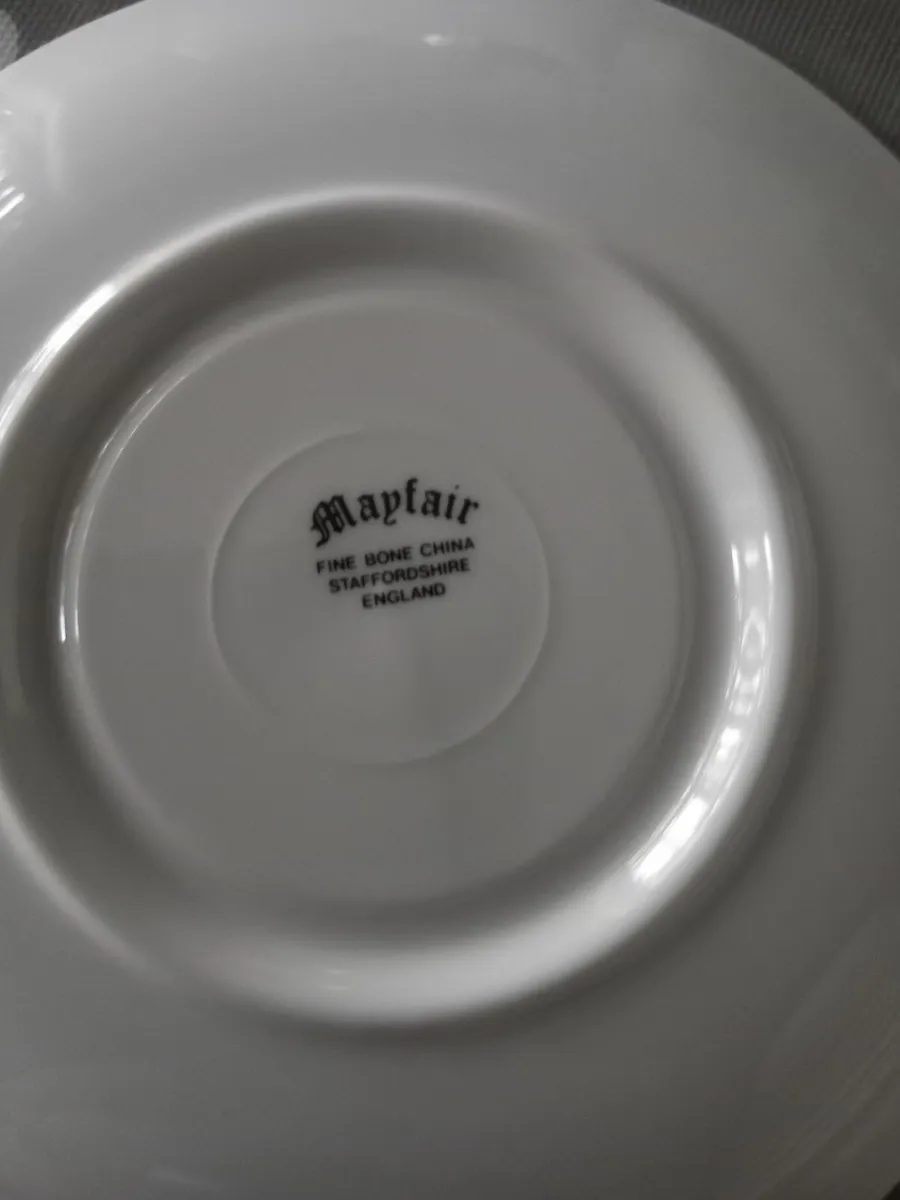 Mayfair
FINE BONE CHINA
STAFFORDSHIRE
ENGLAND